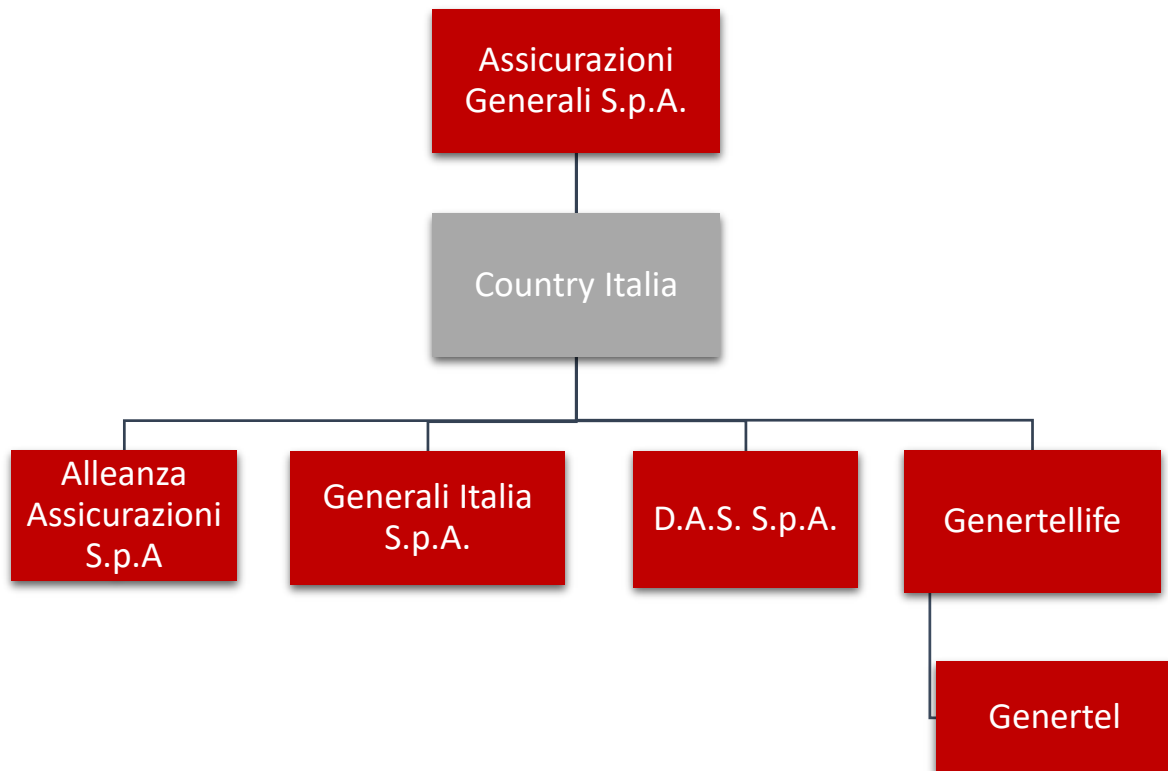 Assicurazioni
Generali S.p.A.
Country Italia
Alleanza
Assicurazioni
S.p.A
Generali Italia
S.p.A.
D.A.S. S.p.A.
Genertellife
Genertel